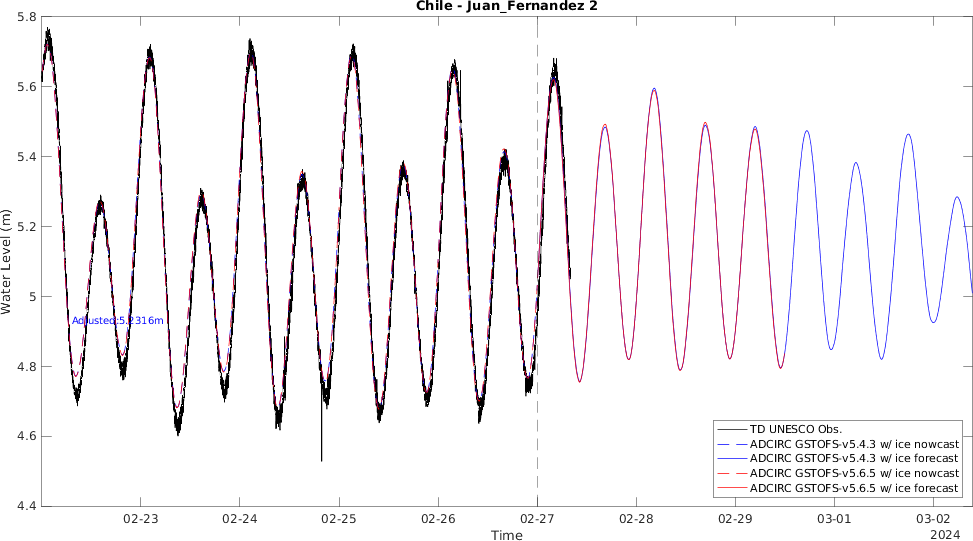 Chile - Juan_Fernandez 2
5.8
5.6
5.4
5.2
5
4.8
4.6
4.4
Water Level (m)
Adjusted:5.2316m
TD UNESCO Obs.
ADCIRC GSTOFS-v5.4.3 w/ ice nowcast
ADCIRC GSTOFS-v5.4.3 w/ ice forecast
ADCIRC GSTOFS-v5.6.5 w/ ice nowcast
ADCIRC GSTOFS-v5.6.5 w/ ice forecast
02-23 02-24 02-25 02-26 02-27 02-28 02-29 03-01 03-02
Time 2024